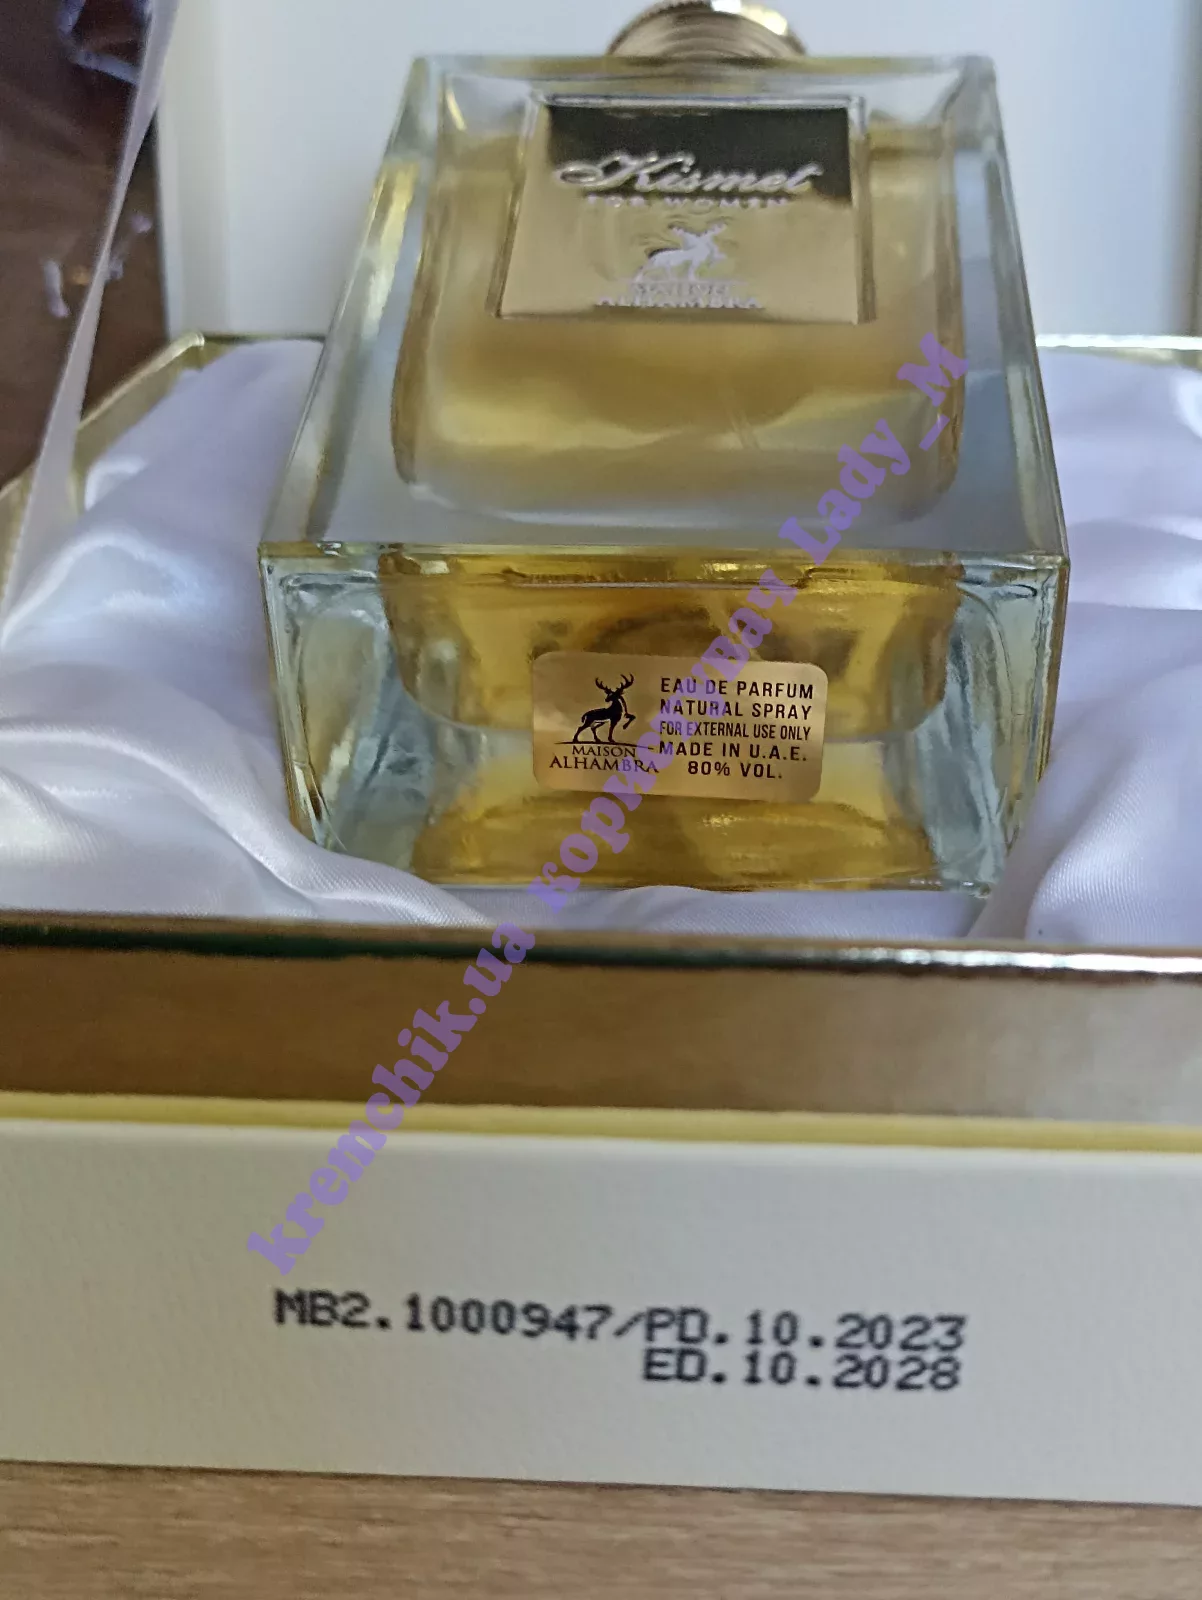 Kismet
FOR WOMEN
MAISON
ALHAMBRA
EAU DE PARFUM
NATURAL SPRAY
FOR EXTERNAL USE ONLY
MADE IN U.A.E.
80% VOL.
MAISON
ALHAMBRA
kremchik.ua користувач Lady_M
MB2.1000947/PD.10.2023
ED.10.2028